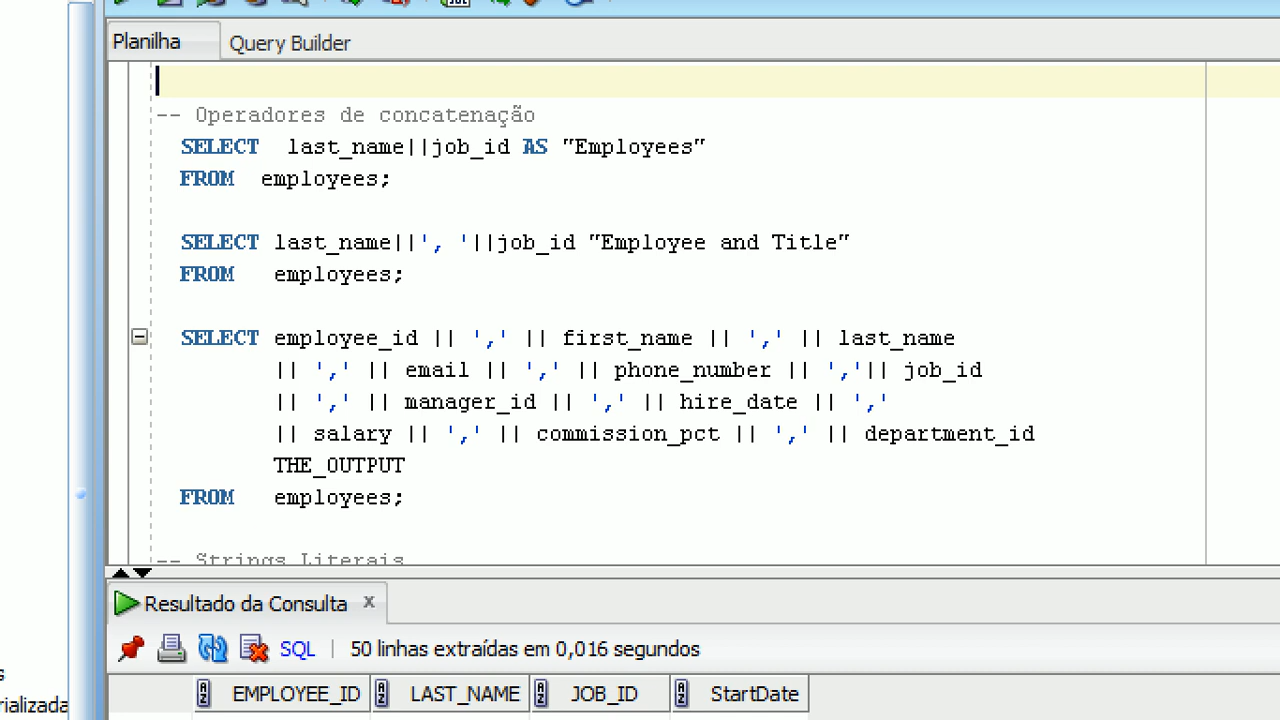 Planilha Query Builder
-- Operadores de concatenação
SELECT last_name||job_id AS "Employees"
FROM employees;
SELECT last_name||', '||job_id "Employee and Title"
FROM employees;
SELECT employee_id || ',' || first_name || ',' || last_name
|| ',' || email || ',' || phone_number || ','|| job_id
|| ',' || manager_id || ',' || hire_date || ','
|| salary || ',' || commission_pct || ',' || department_id
THE_OUTPUT
FROM employees;
-- Strings Literais
Resultado da Consulta x
SQL | 50 linhas extraídas em 0,016 segundos
EMPLOYEE_ID LAST_NAME JOB_ID StartDate